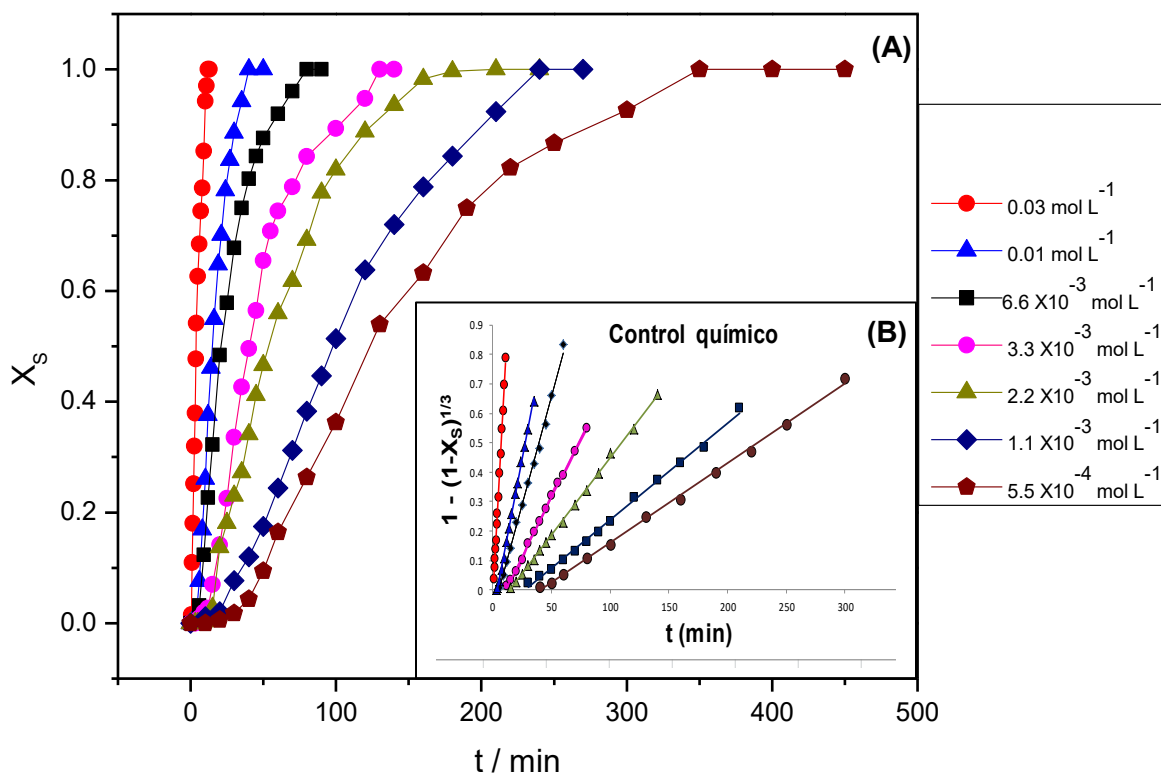 (A)
X_S
1.0
0.8
0.6
0.4
0.2
0.0
0
100
200
300
400
500
t / min
0.03 mol L⁻¹
0.01 mol L⁻¹
6.6 X10⁻³ mol L⁻¹
3.3 X10⁻³ mol L⁻¹
2.2 X10⁻³ mol L⁻¹
1.1 X10⁻³ mol L⁻¹
5.5 X10⁻⁴ mol L⁻¹
Control químico
(B)
1 - (1-X_S)^1/3
0.9
0.8
0.7
0.6
0.5
0.4
0.3
0.2
0.1
0
0
50
100
150
200
250
300
t (min)